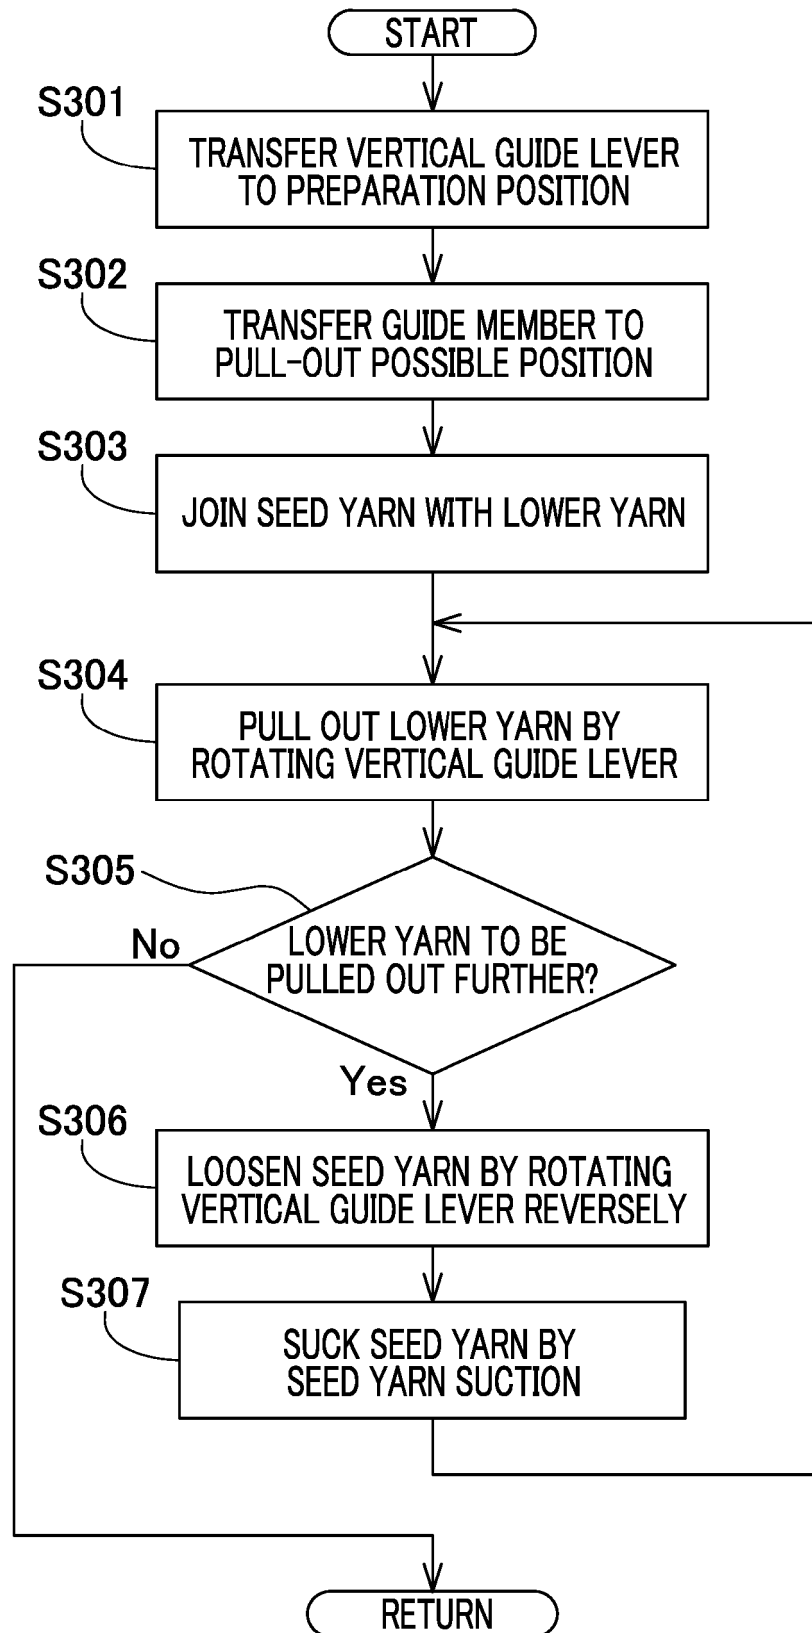 START
S301
TRANSFER VERTICAL GUIDE LEVER
TO PREPARATION POSITION
S302
TRANSFER GUIDE MEMBER TO
PULL-OUT POSSIBLE POSITION
S303
JOIN SEED YARN WITH LOWER YARN
S304
PULL OUT LOWER YARN BY
ROTATING VERTICAL GUIDE LEVER
S305
No
LOWER YARN TO BE
PULLED OUT FURTHER?
Yes
S306
LOOSEN SEED YARN BY ROTATING
VERTICAL GUIDE LEVER REVERSELY
S307
SUCK SEED YARN BY
SEED YARN SUCTION
RETURN